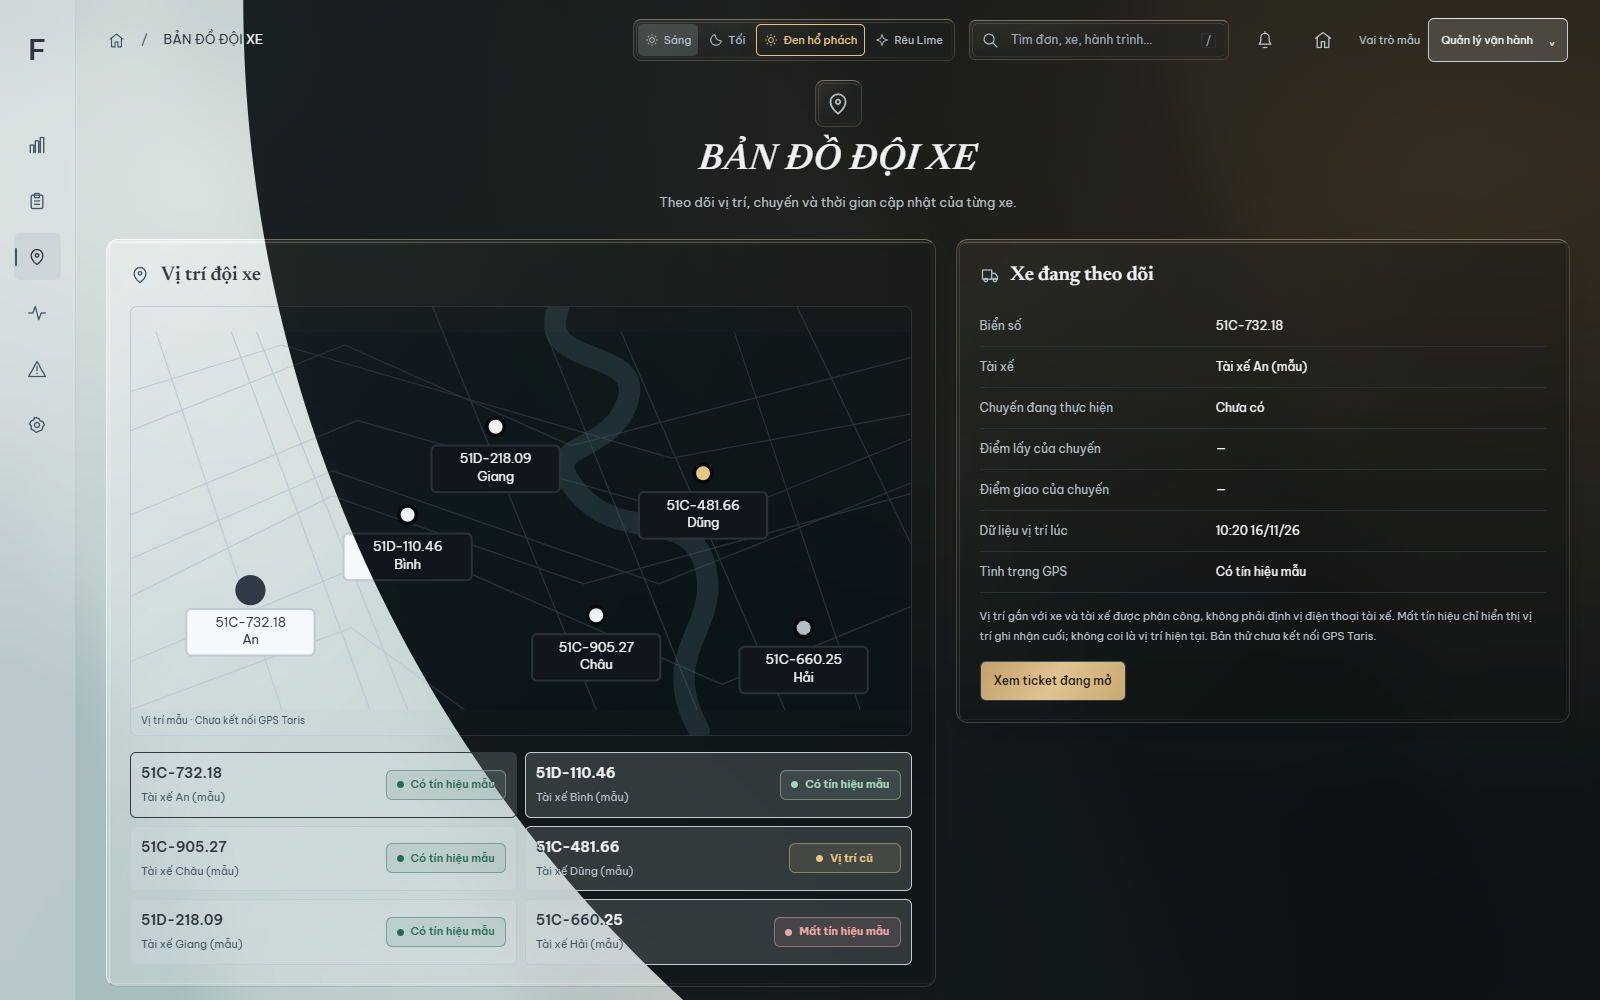 F
/ BẢN ĐỒ ĐỘI XE
Sáng
Tối
Đen hổ phách
Rêu Lime
Tìm đơn, xe, hành trình...
/
Vai trò mẫu
Quản lý vận hành
BẢN ĐỒ ĐỘI XE
Theo dõi vị trí, chuyến và thời gian cập nhật của từng xe.
Vị trí đội xe
51D-218.09
Giang
51C-481.66
Dũng
51D-110.46
Bình
51C-732.18
An
51C-905.27
Châu
51C-660.25
Hải
Vị trí mẫu · Chưa kết nối GPS Taris
51C-732.18
Tài xế An (mẫu)
Có tín hiệu mẫu
51D-110.46
Tài xế Bình (mẫu)
Có tín hiệu mẫu
51C-905.27
Tài xế Châu (mẫu)
Có tín hiệu mẫu
51C-481.66
Tài xế Dũng (mẫu)
Vị trí cũ
51D-218.09
Tài xế Giang (mẫu)
Có tín hiệu mẫu
51C-660.25
Tài xế Hải (mẫu)
Mất tín hiệu mẫu
Xe đang theo dõi
Biển số 51C-732.18
Tài xế Tài xế An (mẫu)
Chuyến đang thực hiện Chưa có
Điểm lấy của chuyến –
Điểm giao của chuyến –
Dữ liệu vị trí lúc 10:20 16/11/26
Tình trạng GPS Có tín hiệu mẫu
Vị trí gắn với xe và tài xế được phân công, không phải định vị điện thoại tài xế. Mất tín hiệu chỉ hiển thị vị
trí ghi nhận cuối; không coi là vị trí hiện tại. Bản thử chưa kết nối GPS Taris.
Xem ticket đang mở